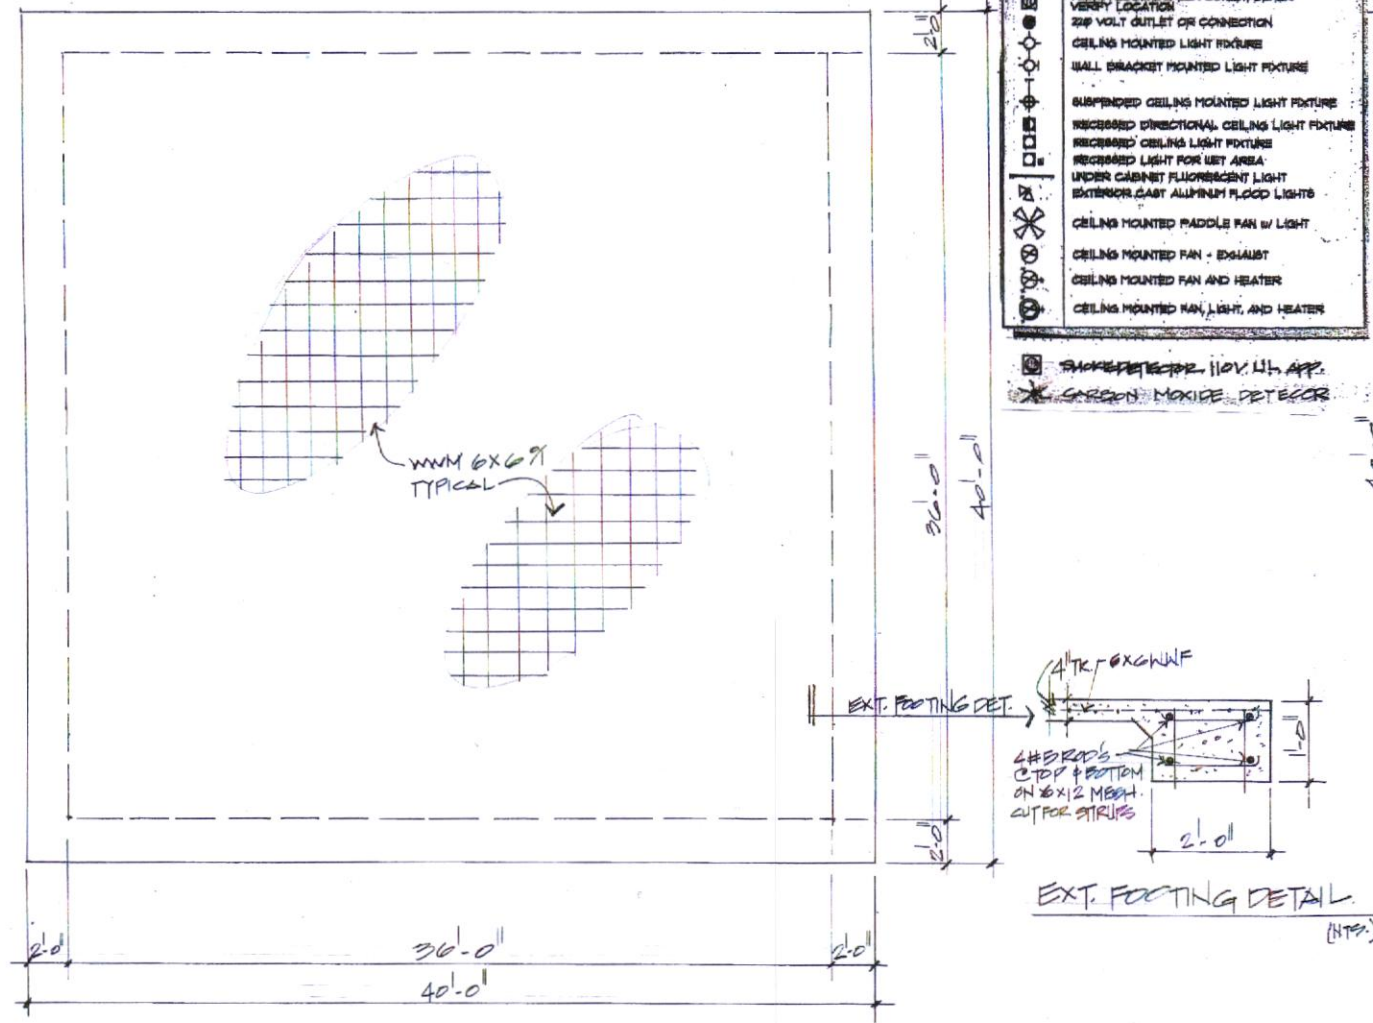 VERIFY LOCATION
220 VOLT OUTLET OR CONNECTION
CEILING MOUNTED LIGHT FIXTURE
WALL BRACKET MOUNTED LIGHT FIXTURE
SUSPENDED CEILING MOUNTED LIGHT FIXTURE
RECESSED DIRECTIONAL CEILING LIGHT FIXTURE
RECESSED CEILING LIGHT FIXTURE
RECESSED LIGHT FOR WET AREA
UNDER CABINET FLUORESCENT LIGHT
EXTERIOR CAST ALUMINUM FLOOD LIGHTS
CEILING MOUNTED PADDLE FAN w/ LIGHT
CEILING MOUNTED FAN - EXHAUST
CEILING MOUNTED FAN AND HEATER
CEILING MOUNTED FAN, LIGHT, AND HEATER
SMOKE DETECTOR 110V. U.L. APP.
CARBON MOXIDE DETECOR
2'-0"
36'-0"
40'-0"
2'-0"
WWM 6X6
TYPICAL
EXT. FOOTING DET.
4" TK. 6X6 WWF
4 #5 ROD'S
@ TOP & BOTTOM
ON 6X12 MESH.
CUT FOR STIRUPS
1'-0"
2'-0"
EXT. FOOTING DETAIL.
(NTS.)
2'-0" 36'-0" 2'-0"
40'-0"